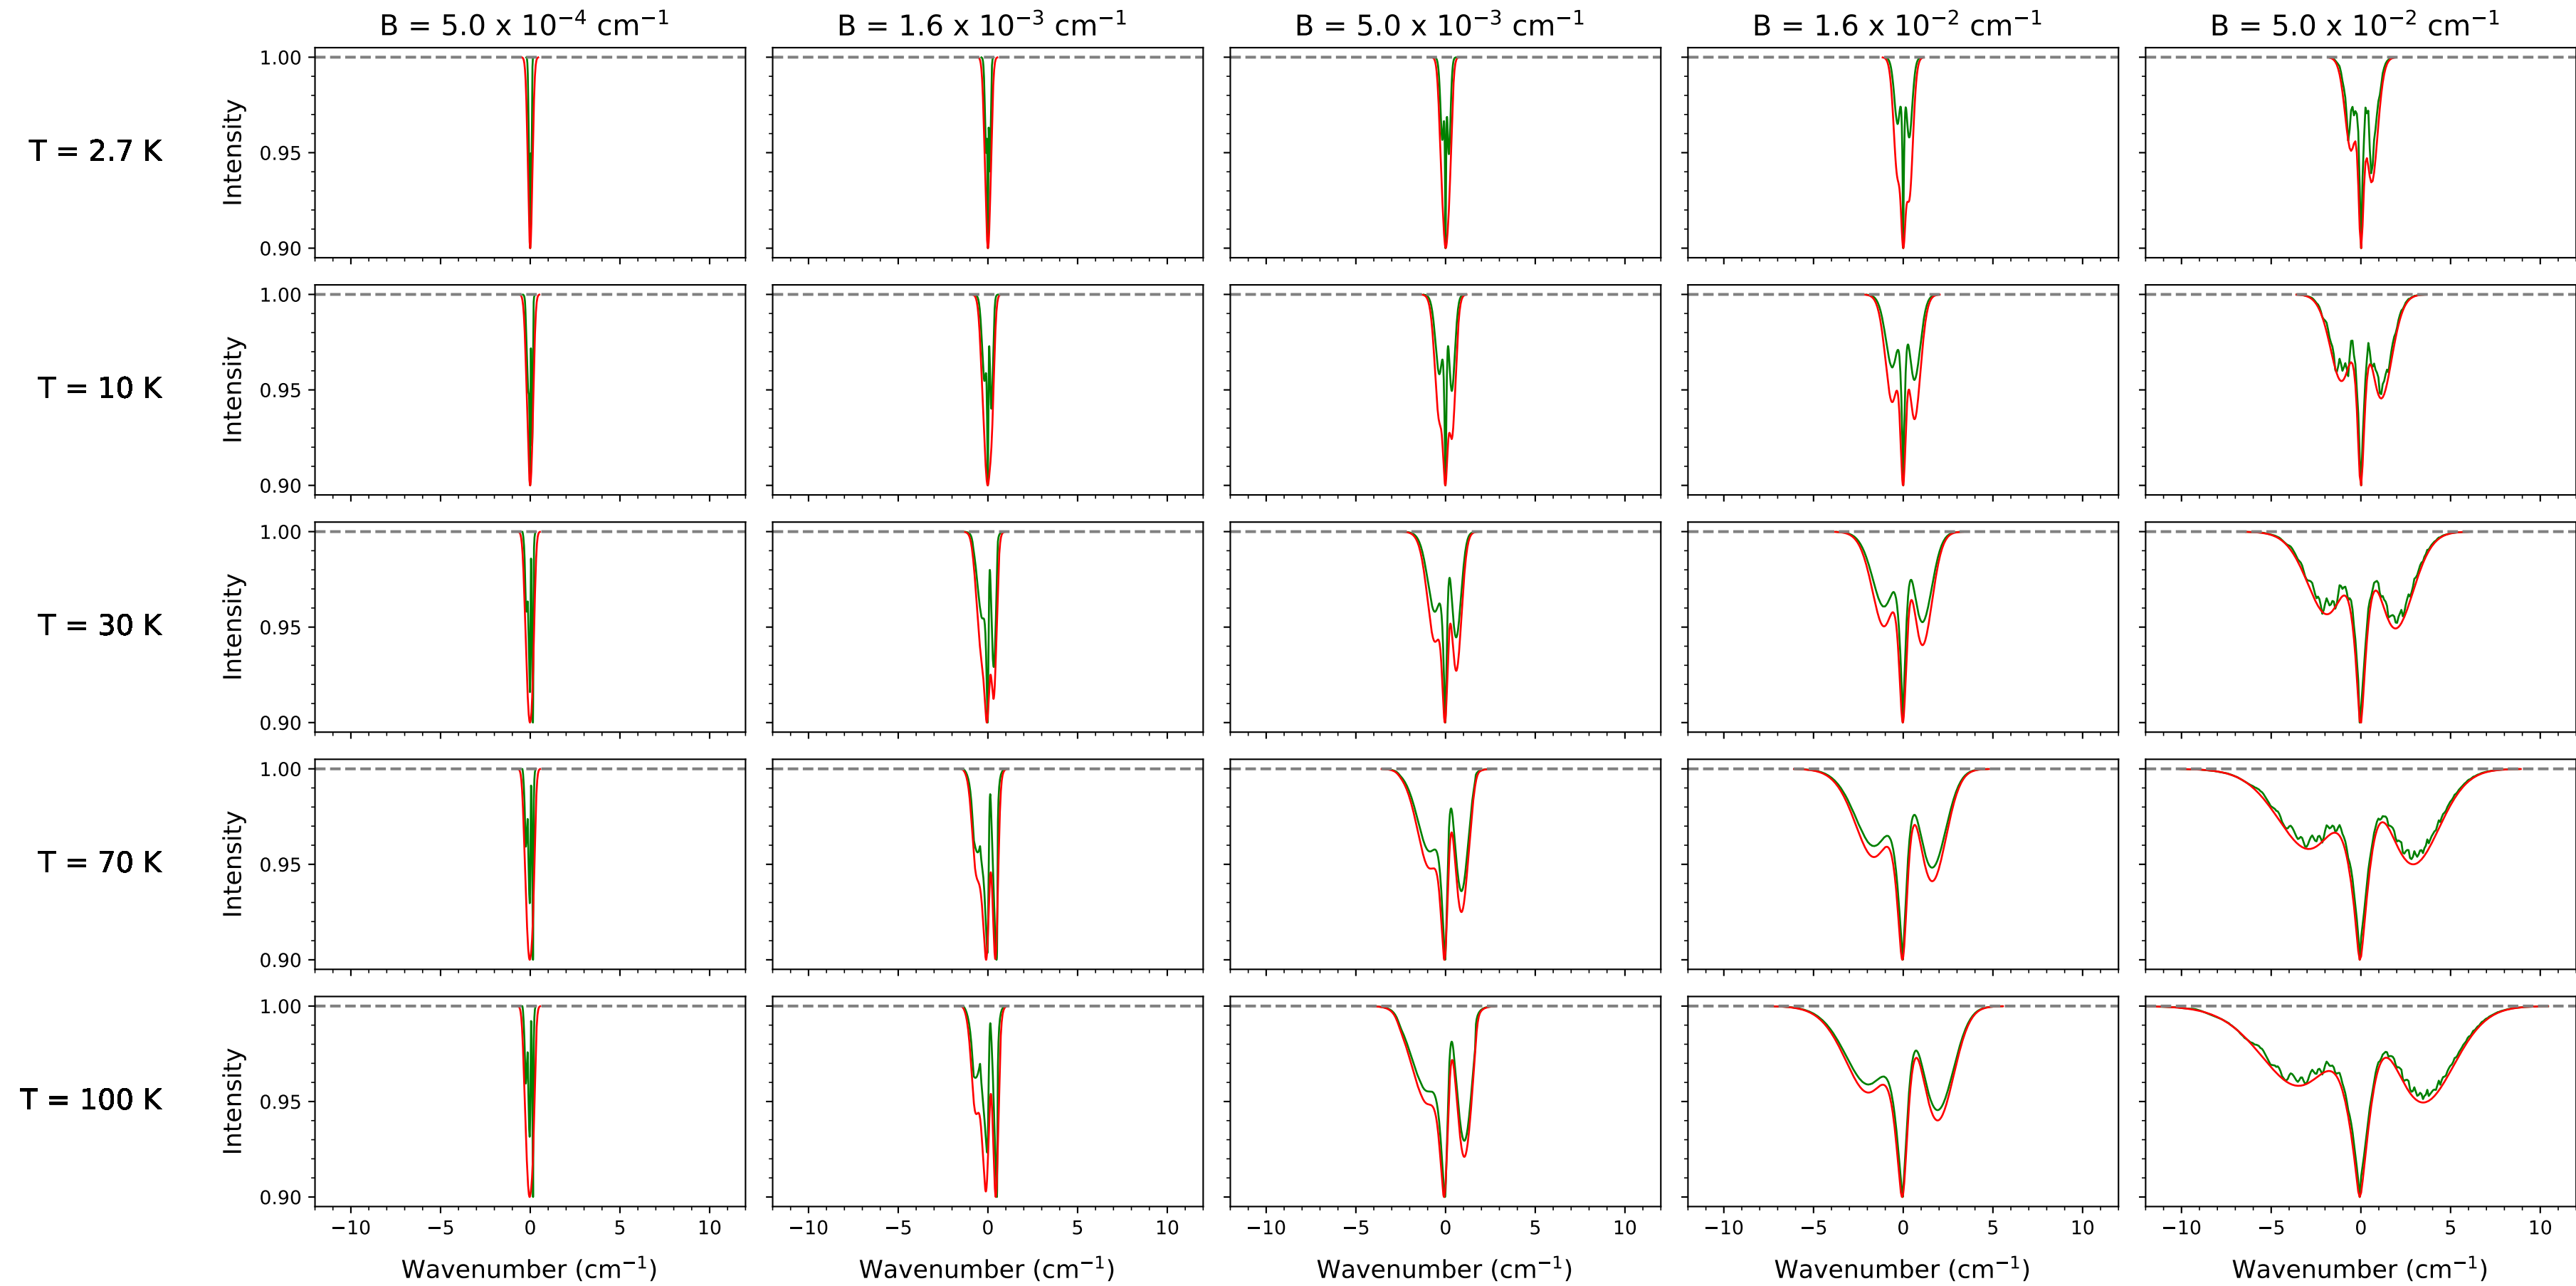 B = 5.0 x 10⁻⁴ cm⁻¹ B = 1.6 x 10⁻³ cm⁻¹ B = 5.0 x 10⁻³ cm⁻¹ B = 1.6 x 10⁻² cm⁻¹ B = 5.0 x 10⁻² cm⁻¹
T = 2.7 K
Intensity
1.00
0.95
0.90
T = 10 K
Intensity
1.00
0.95
0.90
T = 30 K
Intensity
1.00
0.95
0.90
T = 70 K
Intensity
1.00
0.95
0.90
T = 100 K
Intensity
1.00
0.95
0.90
−10 −5 0 5 10 −10 −5 0 5 10 −10 −5 0 5 10 −10 −5 0 5 10 −10 −5 0 5 10
Wavenumber (cm⁻¹) Wavenumber (cm⁻¹) Wavenumber (cm⁻¹) Wavenumber (cm⁻¹) Wavenumber (cm⁻¹)